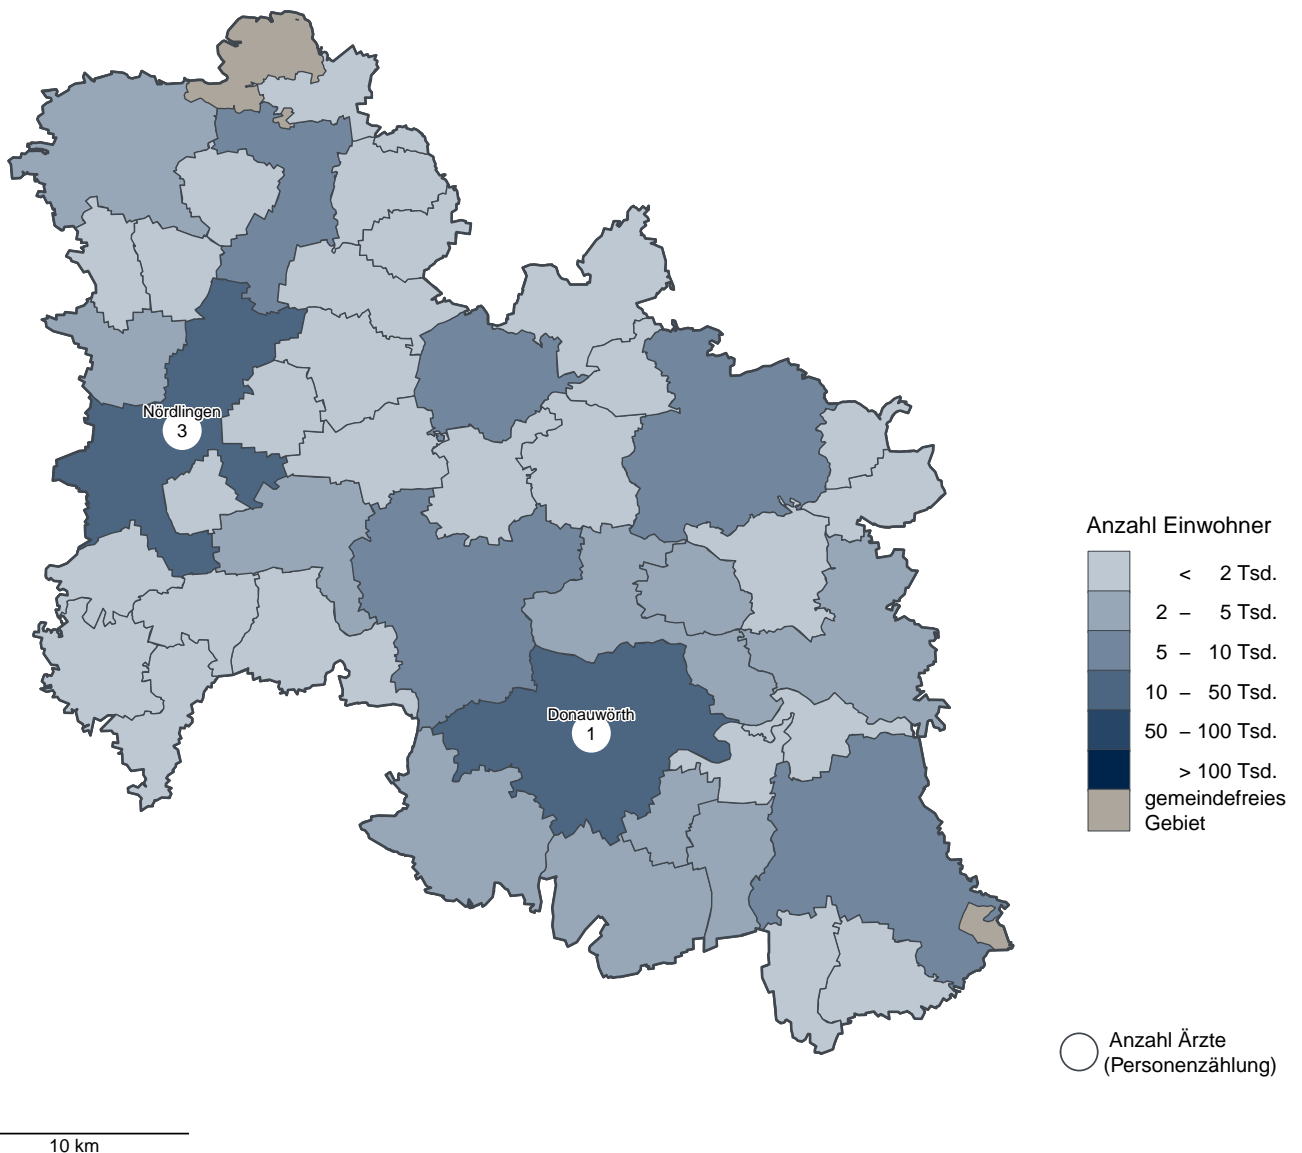 Nördlingen
3
Donauwörth
1
Anzahl Einwohner
< 2 Tsd.
2 – 5 Tsd.
5 – 10 Tsd.
10 – 50 Tsd.
50 – 100 Tsd.
> 100 Tsd.
gemeindefreies
Gebiet
Anzahl Ärzte
(Personenzählung)
10 km